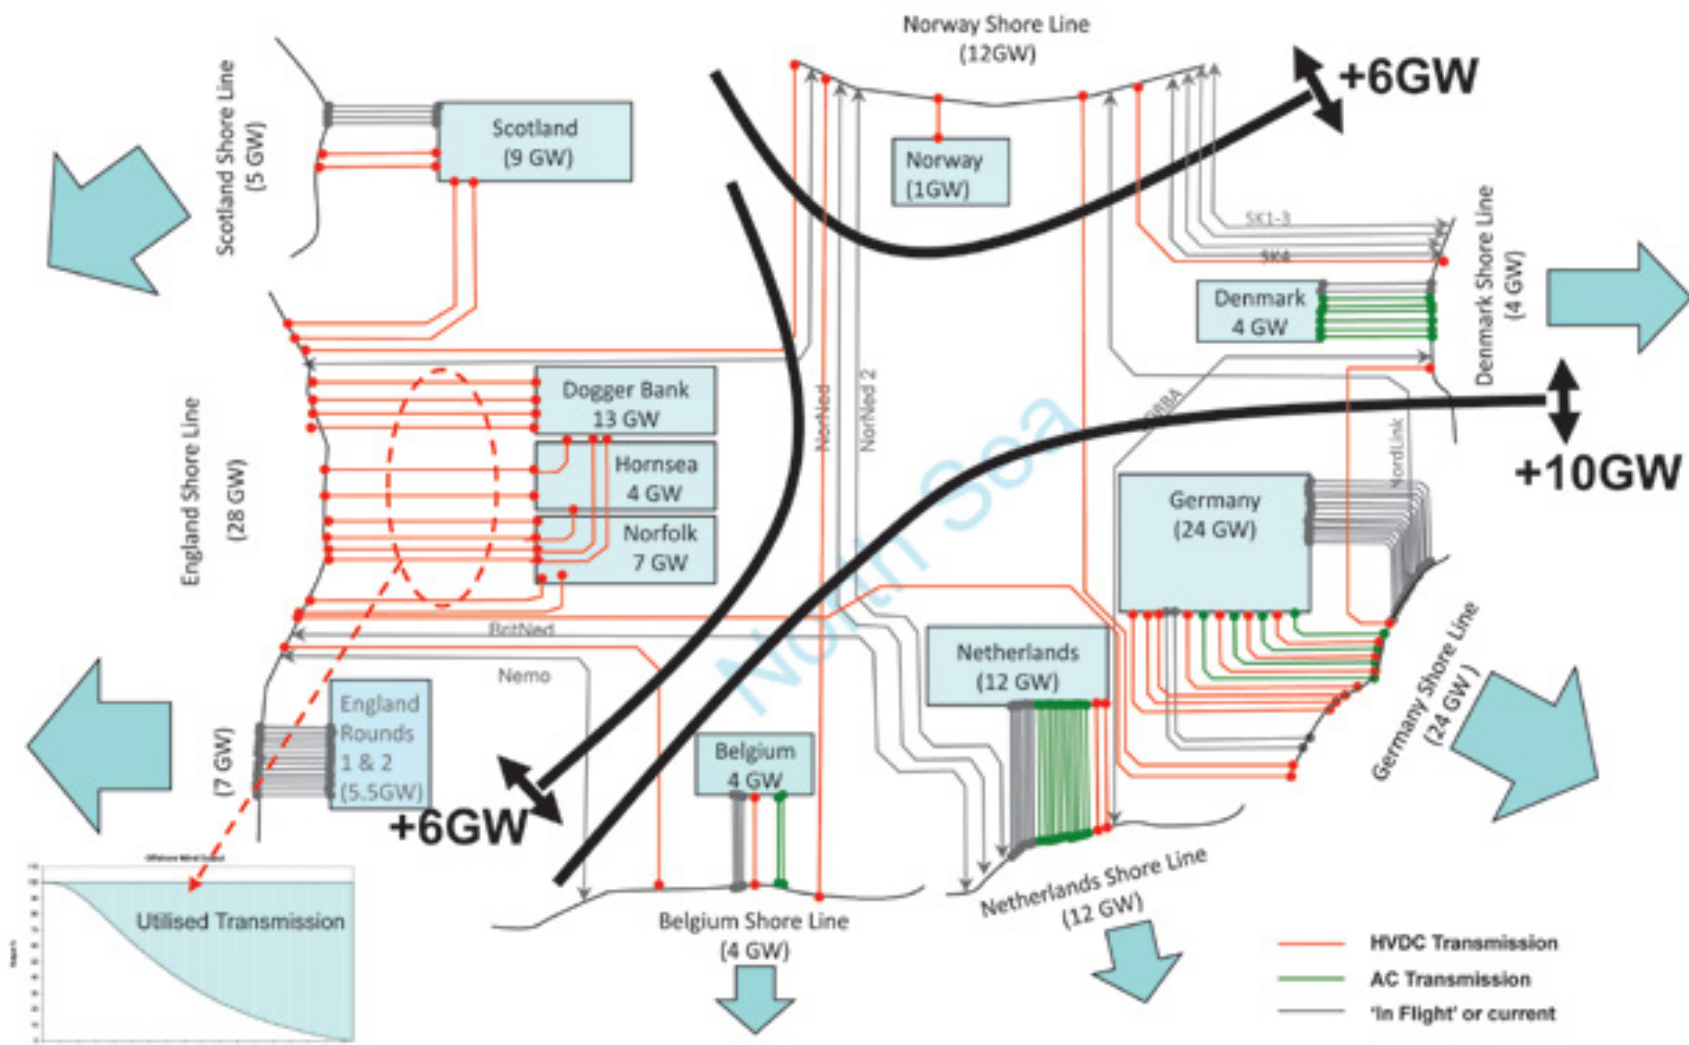 Norway Shore Line
(12GW)
+6GW
Scotland Shore Line
(5 GW)
Scotland
(9 GW)
Norway
(1GW)
SK1-3
SK4
Denmark
4 GW
Denmark Shore Line
(4 GW)
England Shore Line
(28 GW)
Dogger Bank
13 GW
Hornsea
4 GW
Norfolk
7 GW
NorNed
NorNed 2
NordLink
North Sea
+10GW
Germany
(24 GW)
Germany Shore Line
(24 GW )
BritNed
Nemo
Netherlands
(12 GW)
(7 GW)
England
Rounds
1 & 2
(5.5GW)
Belgium
4 GW
+6GW
Offshore Wind Output
Utilised Transmission
Belgium Shore Line
(4 GW)
Netherlands Shore Line
(12 GW)
HVDC Transmission
AC Transmission
'In Flight' or current